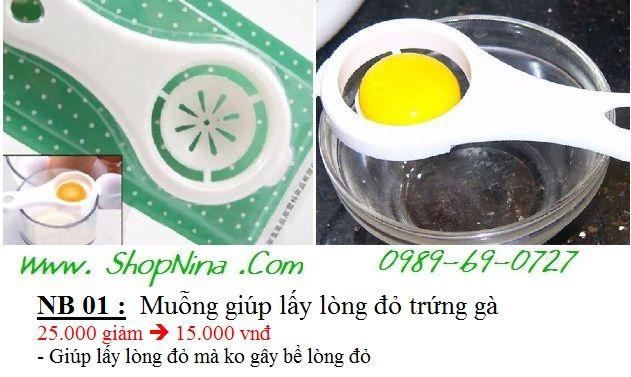 www. ShopNina .Com
0989-69-0727
NB 01 : Muỗng giúp lấy lòng đỏ trứng gà
25.000 giảm ➔ 15.000 vnđ
- Giúp lấy lòng đỏ mà ko gây bể lòng đỏ